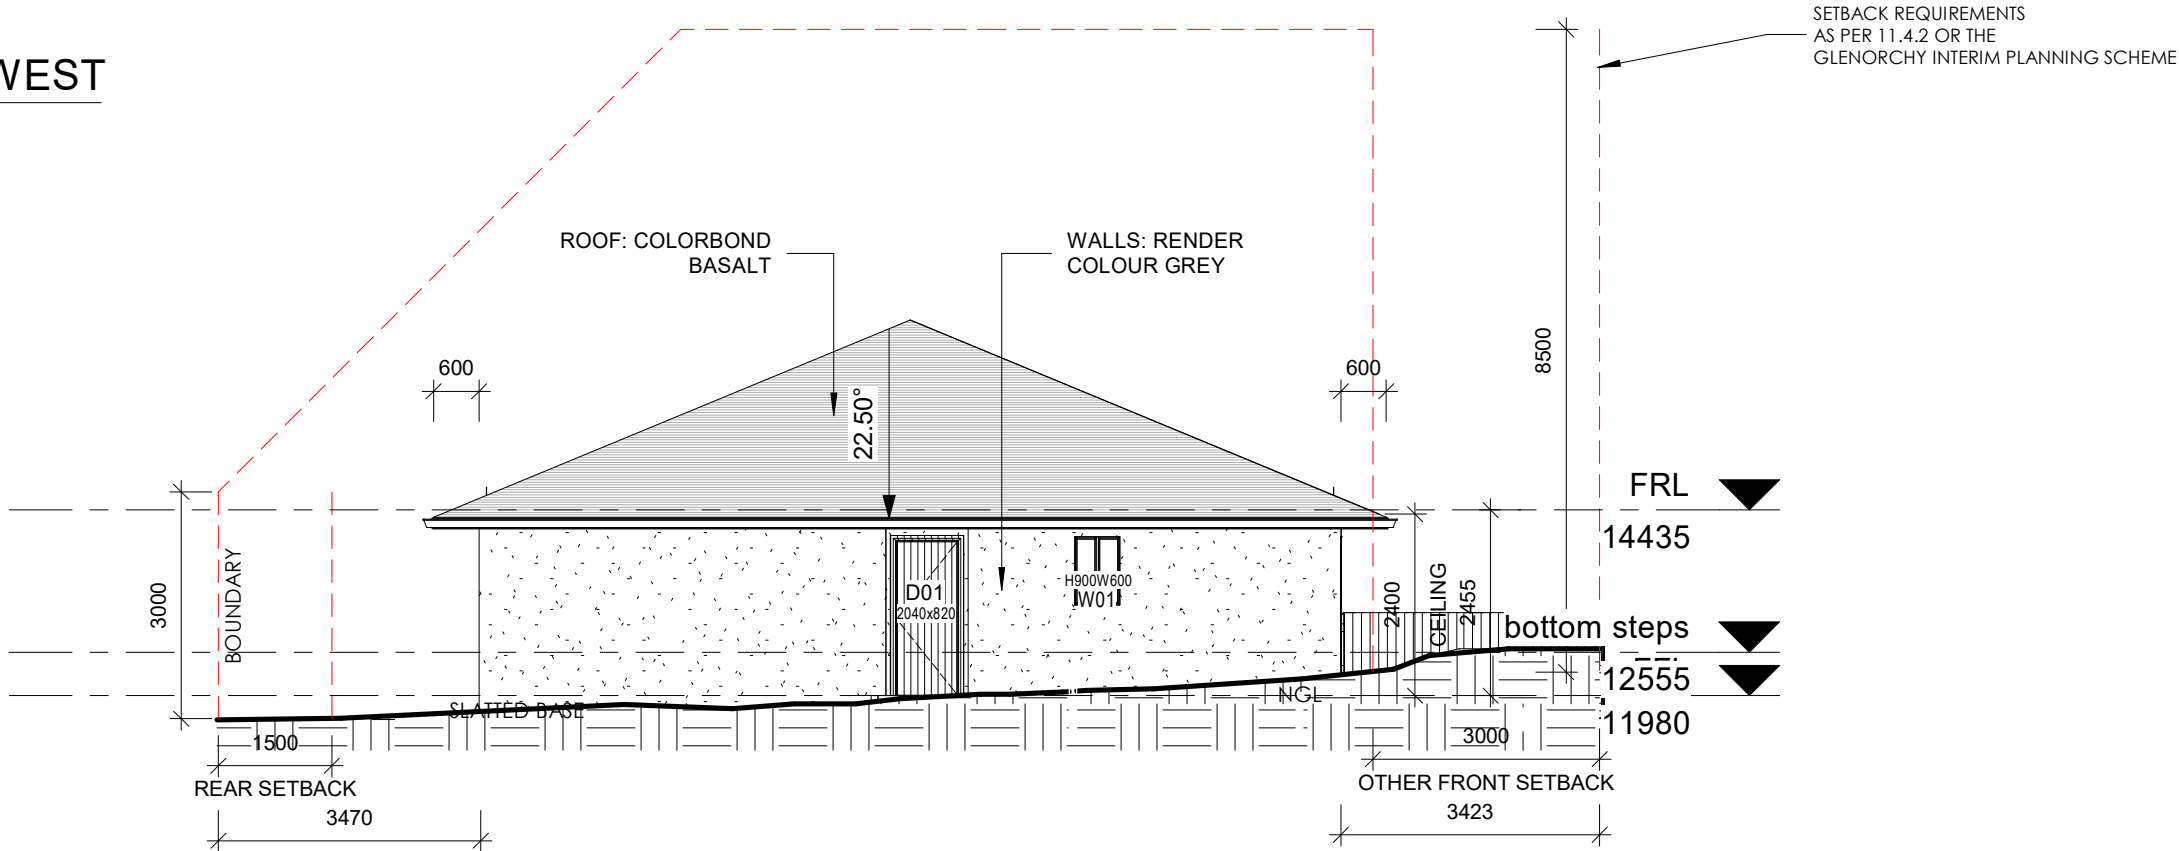 SETBACK REQUIREMENTS
AS PER 11.4.2 OR THE
GLENORCHY INTERIM PLANNING SCHEME
WEST
ROOF: COLORBOND
BASALT
WALLS: RENDER
COLOUR GREY
600
600
8500
22.50°
FRL
14435
3000
BOUNDARY
D01
2040x820
H900W600
W01
2400
CEILING
2455
bottom steps
12555
11980
SLATTED BASE
NGL
1500
3000
REAR SETBACK
OTHER FRONT SETBACK
3470
3423